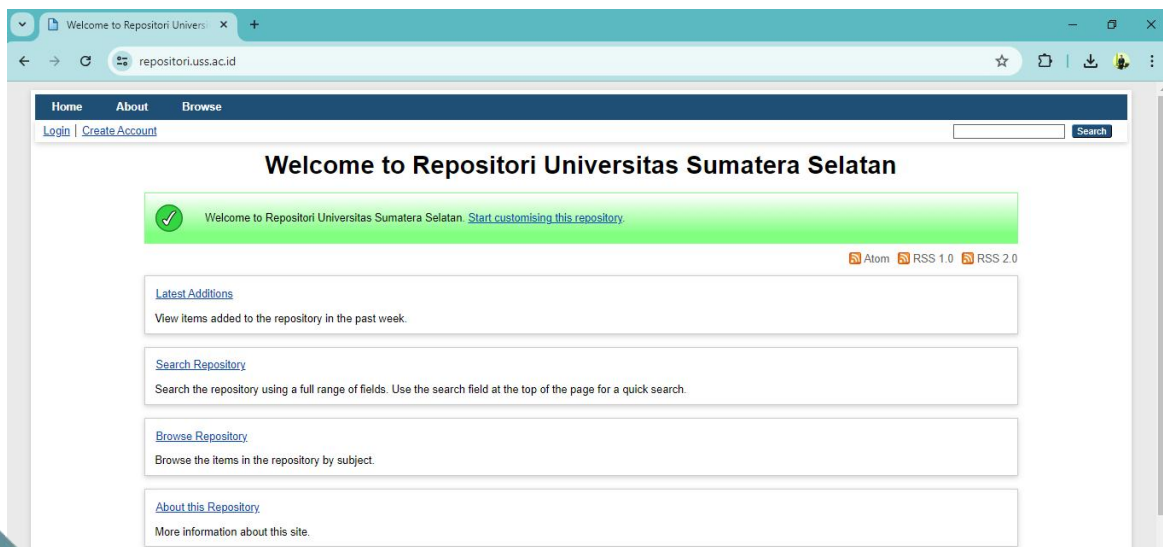 Welcome to Repositori Univers
repositori.uss.ac.id
Home About Browse
Login | Create Account Search
Welcome to Repositori Universitas Sumatera Selatan
Welcome to Repositori Universitas Sumatera Selatan. Start customising this repository.
Atom RSS 1.0 RSS 2.0
Latest Additions
View items added to the repository in the past week.
Search Repository
Search the repository using a full range of fields. Use the search field at the top of the page for a quick search.
Browse Repository
Browse the items in the repository by subject.
About this Repository
More information about this site.